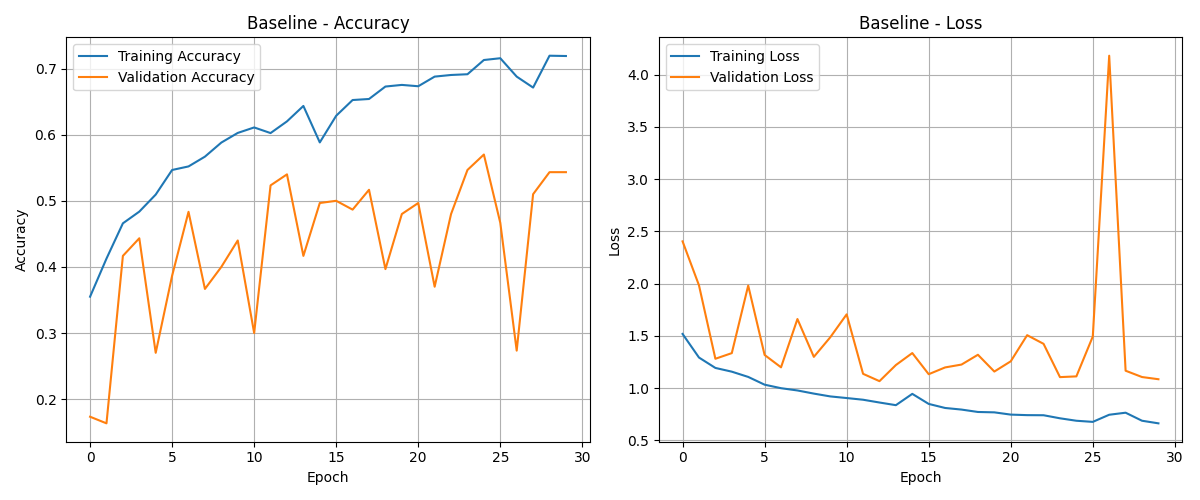 Baseline - Accuracy
Training Accuracy
Validation Accuracy
0.7
0.6
0.5
0.4
0.3
0.2
Accuracy
0 5 10 15 20 25 30
Epoch
Baseline - Loss
Training Loss
Validation Loss
4.0
3.5
3.0
2.5
2.0
1.5
1.0
0.5
Loss
0 5 10 15 20 25 30
Epoch